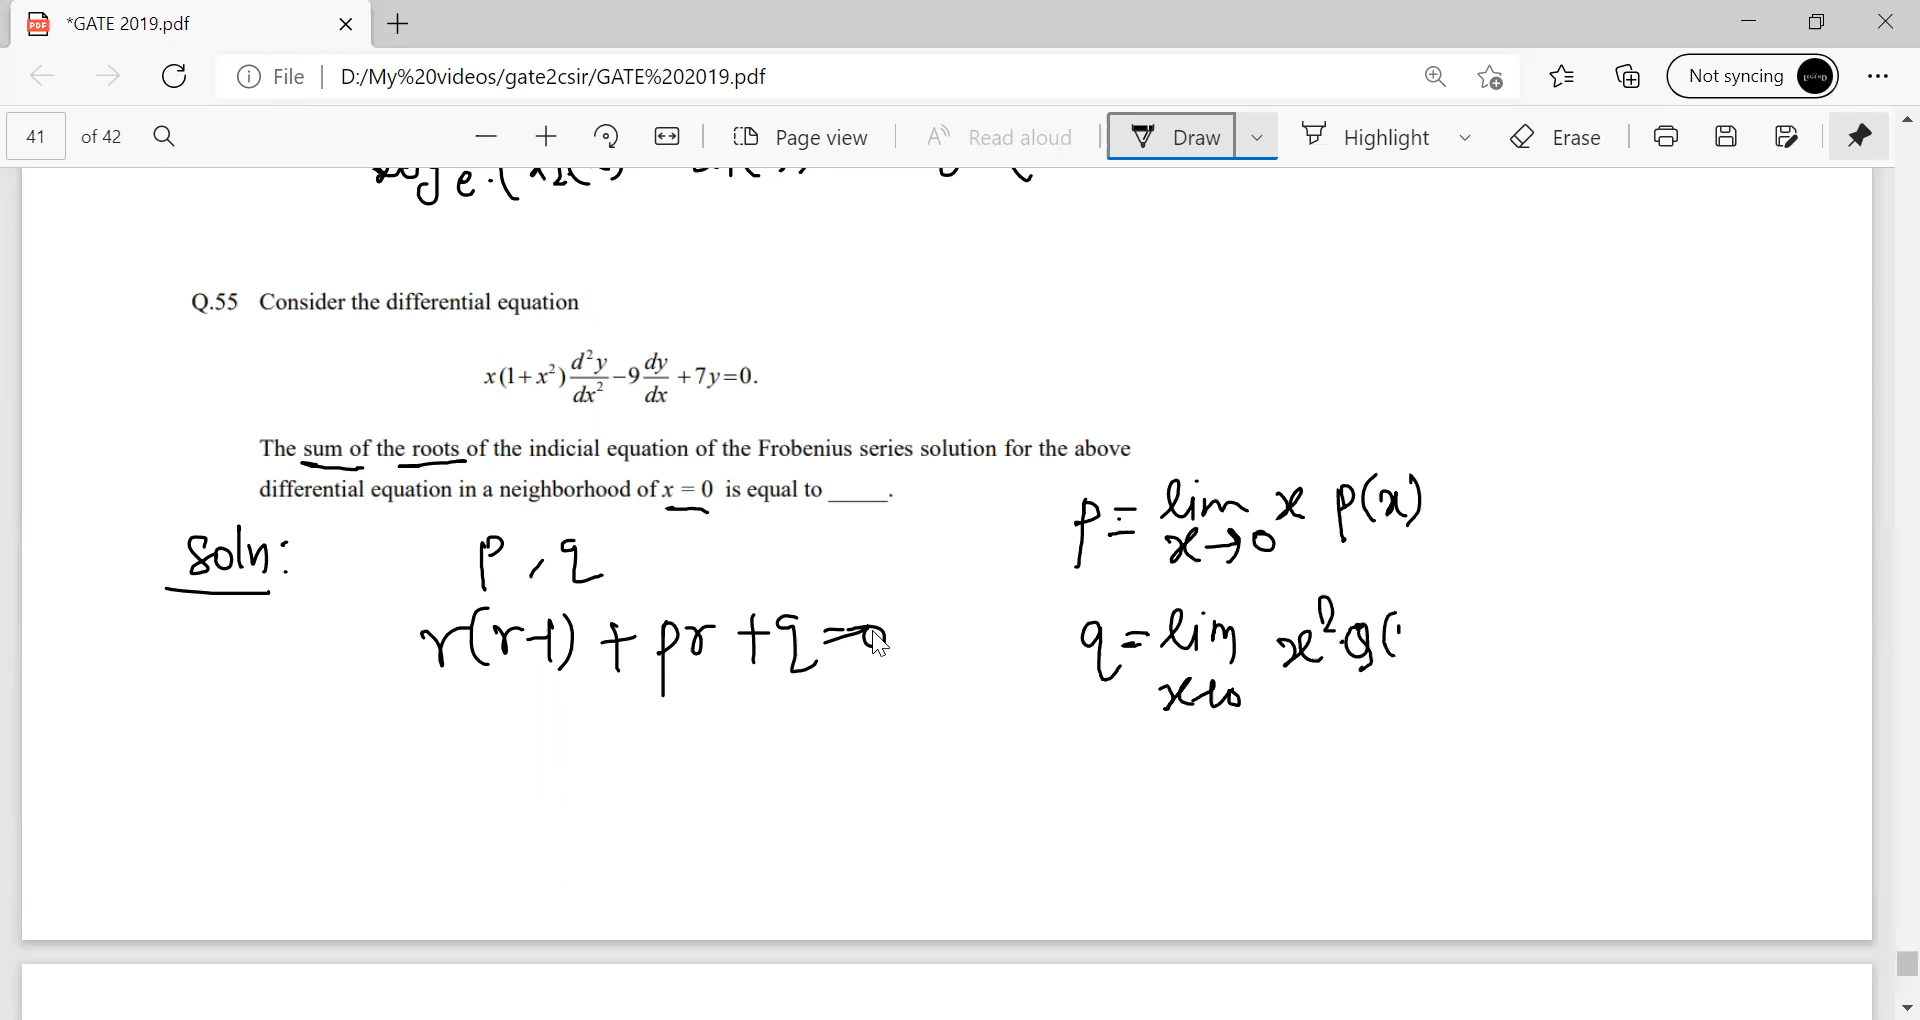 *GATE 2019.pdf
File | D:/My%20videos/gate2csir/GATE%202019.pdf
Not syncing
41 of 42
Page view
Read aloud
Draw
Highlight
Erase
Q.55 Consider the differential equation
x(1+x²) d²y/dx² −9 dy/dx +7y=0.
The sum of the roots of the indicial equation of the Frobenius series solution for the above
differential equation in a neighborhood of x = 0 is equal to _____.
Soln:
p, q
r(r-1) + pr + q = 0
p = lim x→0 x p(x)
q = lim x→0 x².q(